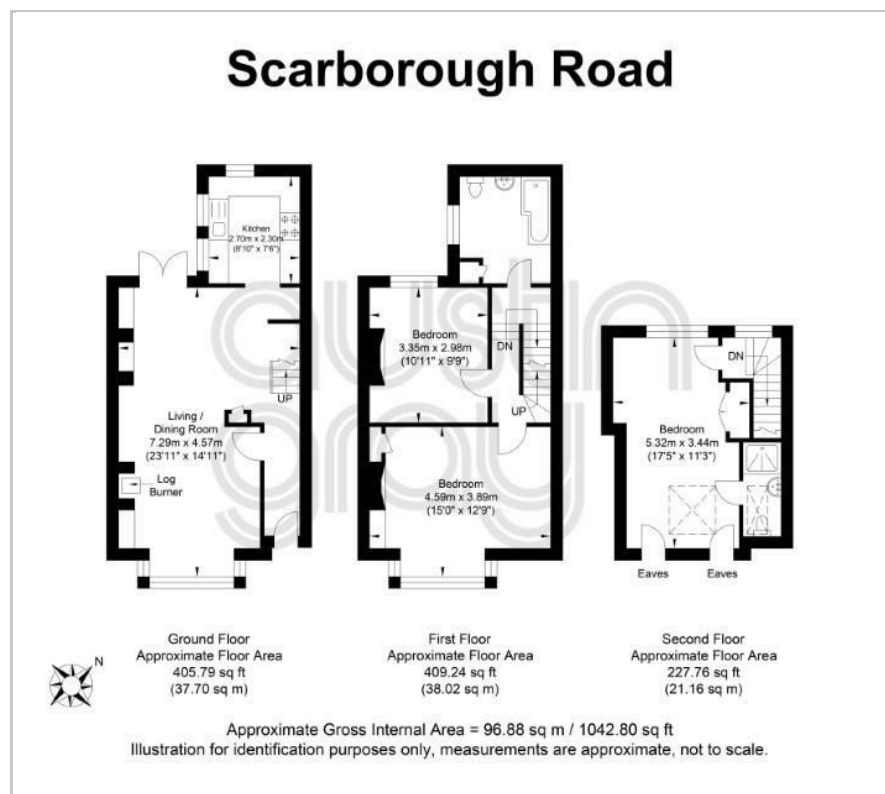 Scarborough Road
Kitchen
2.70m x 2.30m
(8'10" x 7'6")
Living /
Dining Room
7.29m x 4.57m
(23'11" x 14'11")
Log
Burner
UP
Bedroom
3.35m x 2.98m
(10'11" x 9'9")
DN
UP
Bedroom
4.59m x 3.89m
(15'0" x 12'9")
DN
Bedroom
5.32m x 3.44m
(17'5" x 11'3")
Eaves Eaves
austin
gray
Ground Floor
Approximate Floor Area
405.79 sq ft
(37.70 sq m)
First Floor
Approximate Floor Area
409.24 sq ft
(38.02 sq m)
Second Floor
Approximate Floor Area
227.76 sq ft
(21.16 sq m)
N
Approximate Gross Internal Area = 96.88 sq m / 1042.80 sq ft
Illustration for identification purposes only, measurements are approximate, not to scale.